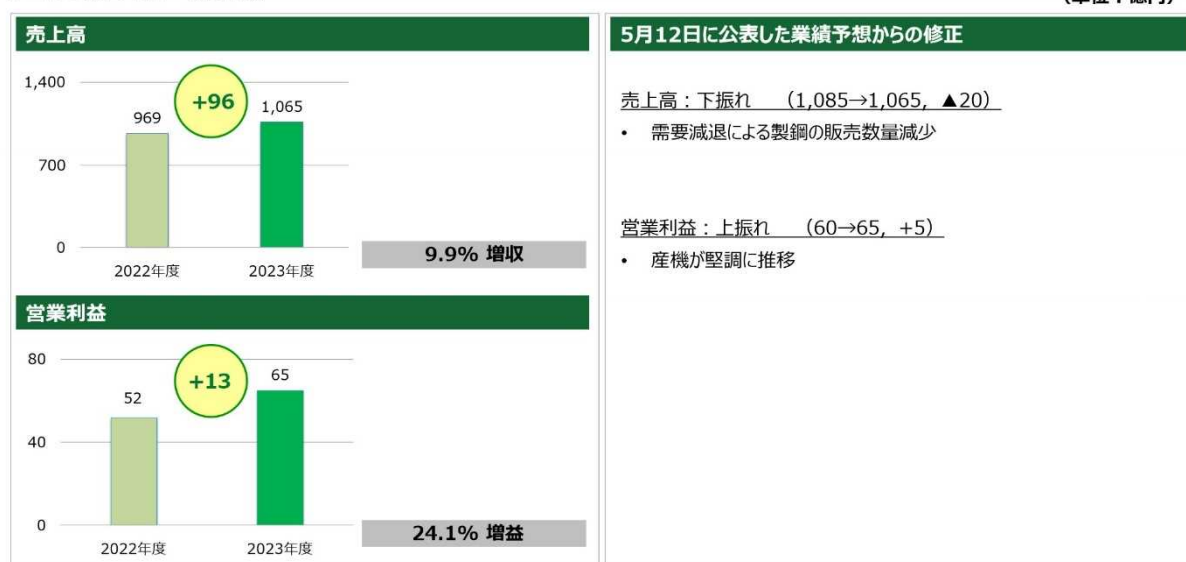 売上高
1,400
+96
1,065
969
700
0
2022年度
2023年度
9.9% 増収
営業利益
80
+13
65
52
40
0
2022年度
2023年度
24.1% 増益
5月12日に公表した業績予想からの修正
売上高：下振れ （1,085→1,065, ▲20）
• 需要減退による製鋼の販売数量減少
営業利益：上振れ （60→65, +5）
• 産機が堅調に推移